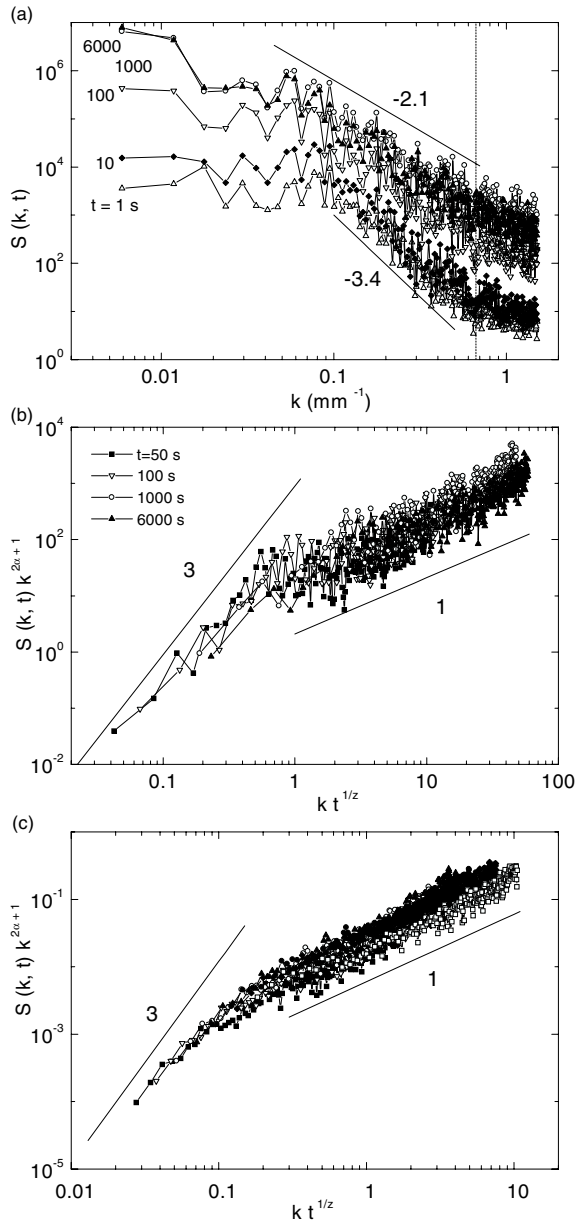 (a)
10^6
10^4
10^2
10^0
S (k, t)
6000
1000
100
10
t = 1 s
-2.1
-3.4
0.01
0.1
1
k (mm^-1)
(b)
10^4
10^2
10^0
10^-2
S (k, t) k^2α+1
t=50 s
100 s
1000 s
6000 s
3
1
0.1
1
10
100
k t^1/z
(c)
10^-1
10^-3
10^-5
S (k, t) k^2α+1
3
1
0.01
0.1
1
10
k t^1/z